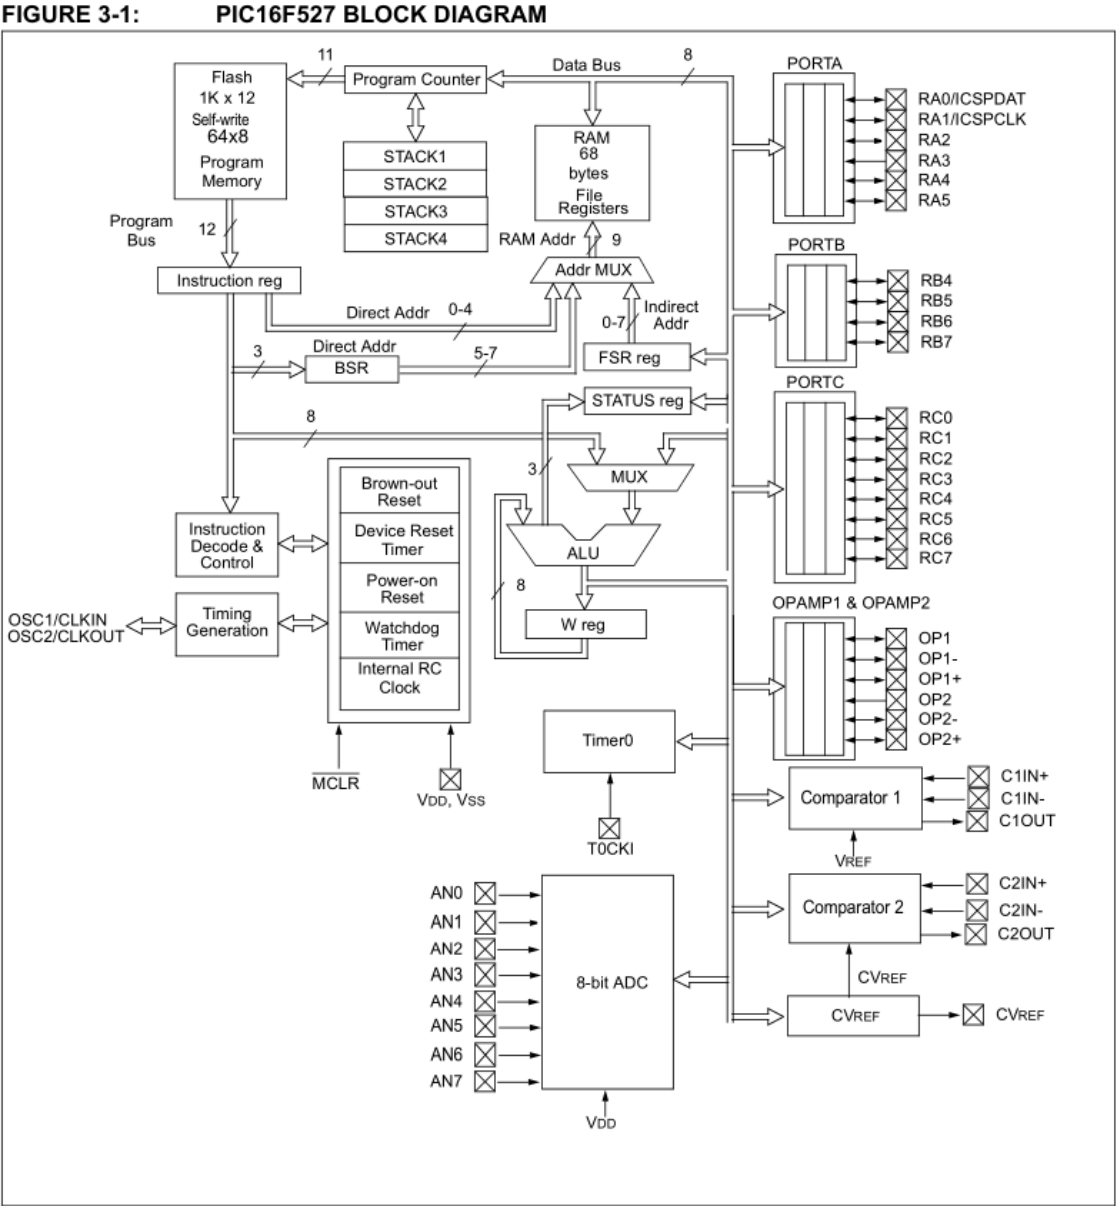 FIGURE 3-1: PIC16F527 BLOCK DIAGRAM
Flash
1K x 12
Self-write
64x8
Program
Memory
11
Program Counter
STACK1
STACK2
STACK3
STACK4
Data Bus
8
RAM
68
bytes
File
Registers
RAM Addr
9
Addr MUX
Program
Bus
12
Instruction reg
Direct Addr
0-4
Direct Addr
3
BSR
5-7
0-7
Indirect
Addr
FSR reg
STATUS reg
8
3
MUX
ALU
8
W reg
Instruction
Decode &
Control
Timing
Generation
OSC1/CLKIN
OSC2/CLKOUT
Brown-out
Reset
Device Reset
Timer
Power-on
Reset
Watchdog
Timer
Internal RC
Clock
MCLR
VDD, VSS
Timer0
T0CKI
AN0
AN1
AN2
AN3
AN4
AN5
AN6
AN7
8-bit ADC
VDD
PORTA
RA0/ICSPDAT
RA1/ICSPCLK
RA2
RA3
RA4
RA5
PORTB
RB4
RB5
RB6
RB7
PORTC
RC0
RC1
RC2
RC3
RC4
RC5
RC6
RC7
OPAMP1 & OPAMP2
OP1
OP1-
OP1+
OP2
OP2-
OP2+
Comparator 1
C1IN+
C1IN-
C1OUT
VREF
Comparator 2
C2IN+
C2IN-
C2OUT
CVREF
CVREF
CVREF